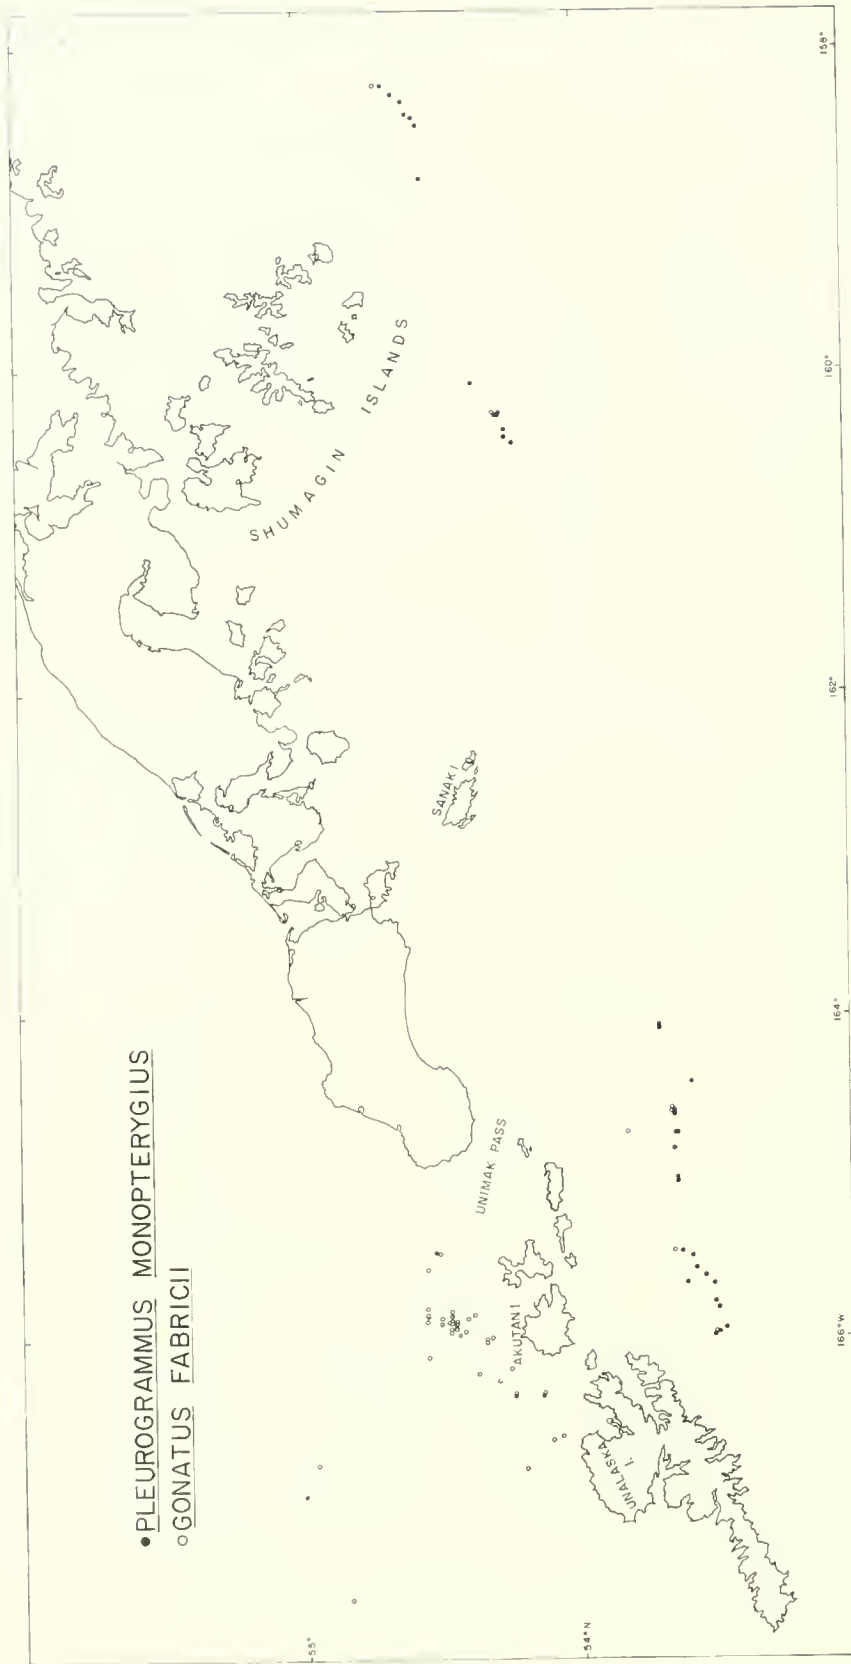 ●PLEUROGRAMMUS MONOPTERYGIUS
○GONATUS FABRICII
55°
54°N
UNALASKA
I.
AKUTAN I
UNIMAK PASS
SANAK I
SHUMAGIN ISLANDS
166°W
164°
162°
160°
158°